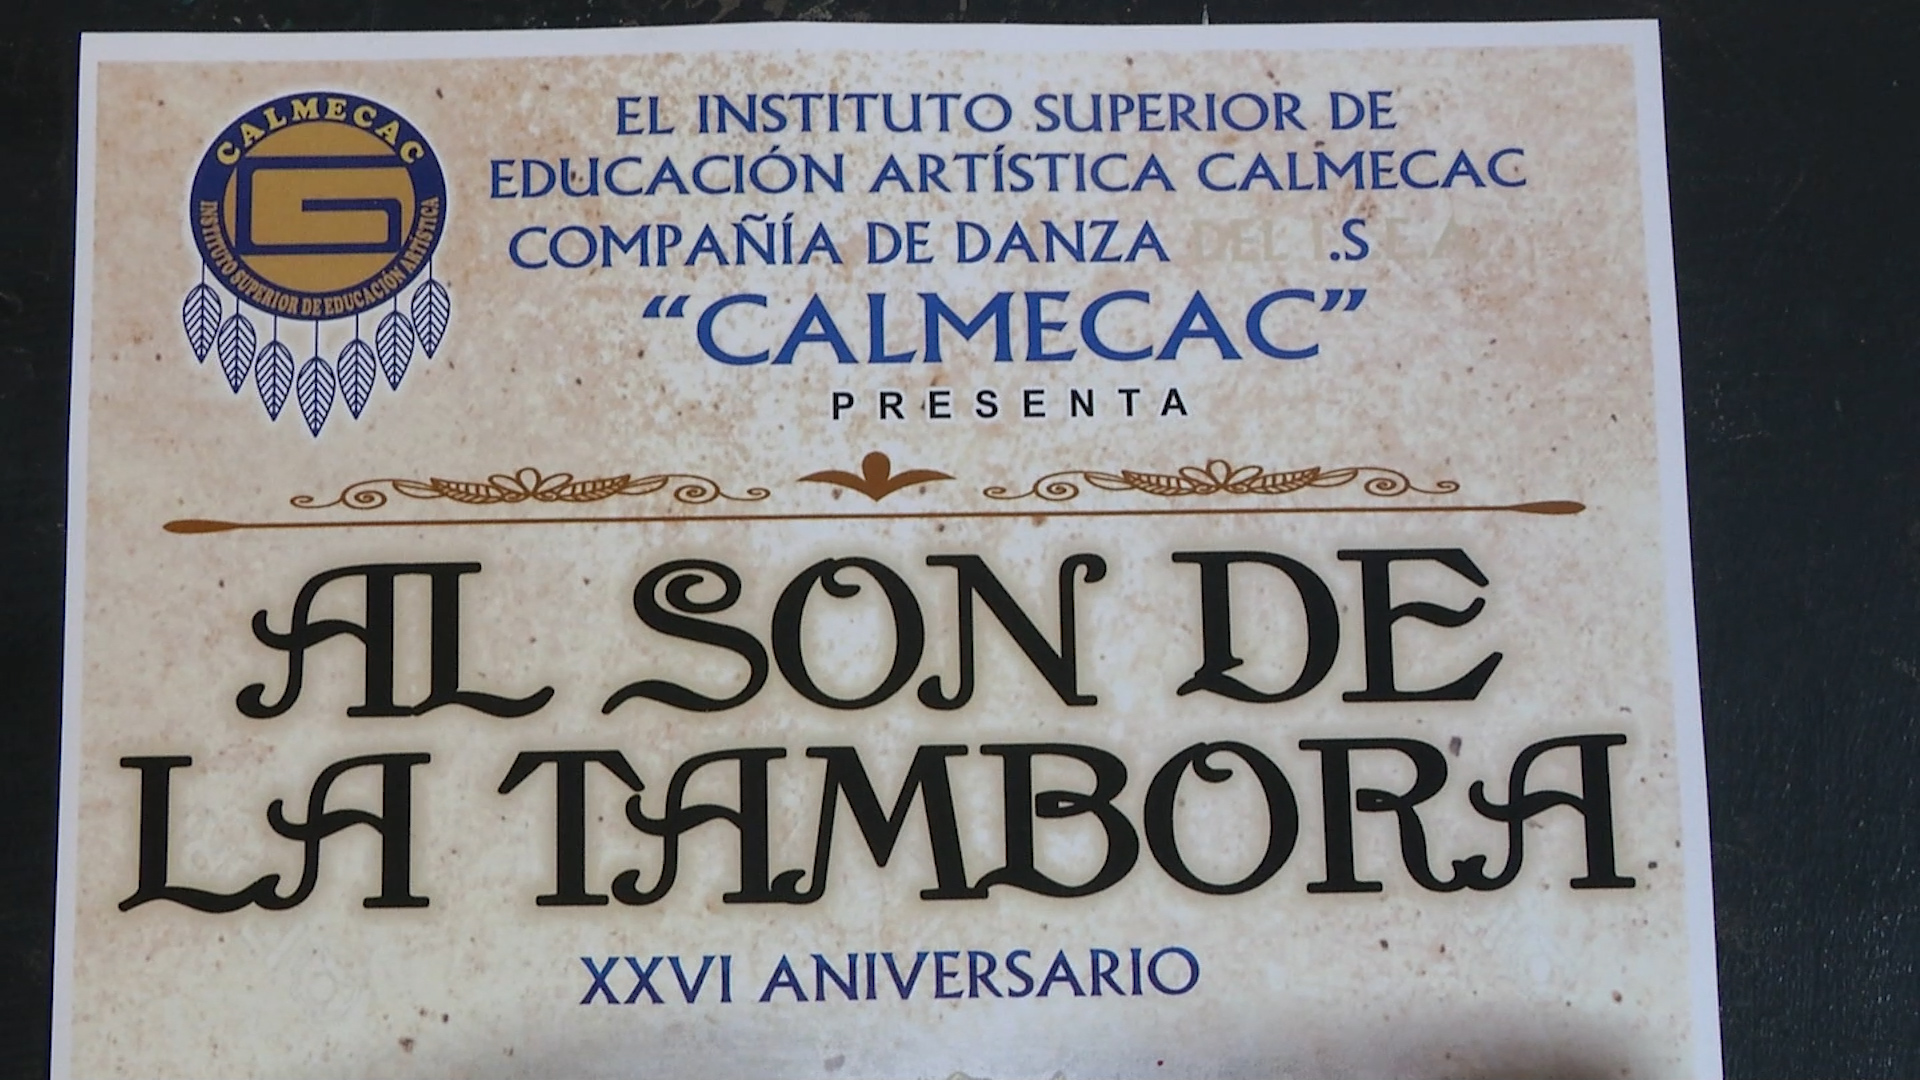 CALMECAC
INSTITUTO SUPERIOR DE EDUCACIÓN ARTÍSTICA
EL INSTITUTO SUPERIOR DE
EDUCACIÓN ARTÍSTICA CALMECAC
COMPAÑÍA DE DANZA DEL .S
“CALMECAC”
PRESENTA
AL SON DE
LA TAMBORA
XXVI ANIVERSARIO